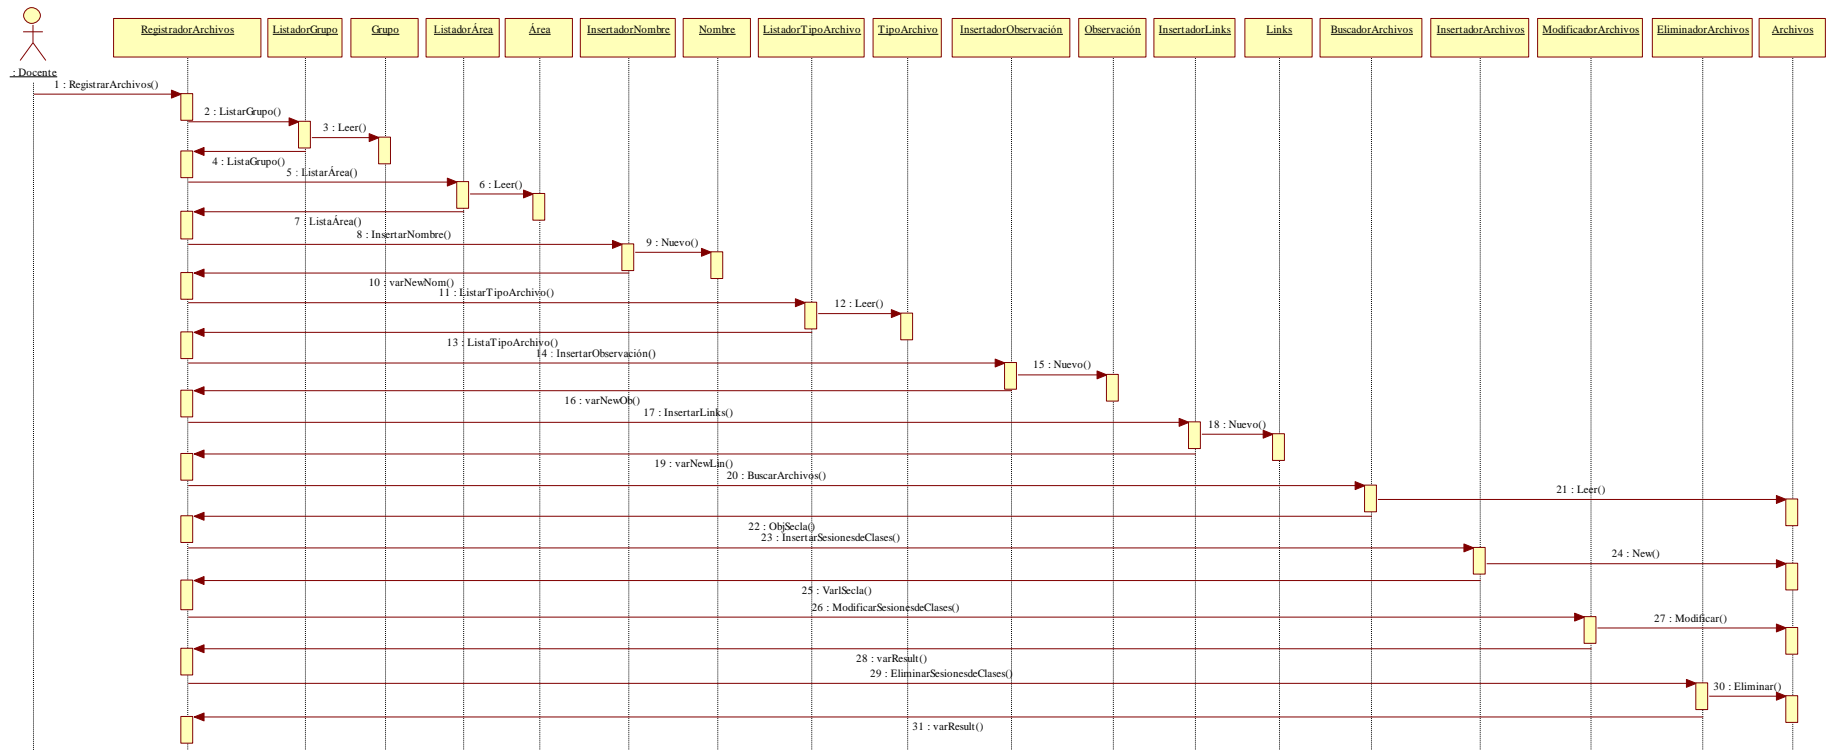 RegistradorArchivos
ListadorGrupo
Grupo
ListadorÁrea
Área
InsertadorNombre
Nombre
ListadorTipoArchivo
TipoArchivo
InsertadorObservación
Observación
InsertadorLinks
Links
BuscadorArchivos
InsertadorArchivos
ModificadorArchivos
EliminadorArchivos
Archivos
: Docente
1 : RegistrarArchivos()
2 : ListarGrupo()
3 : Leer()
4 : ListaGrupo()
5 : ListarÁrea()
6 : Leer()
7 : ListaÁrea()
8 : InsertarNombre()
9 : Nuevo()
10 : varNewNom()
11 : ListarTipoArchivo()
12 : Leer()
13 : ListaTipoArchivo()
14 : InsertarObservación()
15 : Nuevo()
16 : varNewOb()
17 : InsertarLinks()
18 : Nuevo()
19 : varNewLin()
20 : BuscarArchivos()
21 : Leer()
22 : ObjSecla()
23 : InsertarSesionesdeClases()
24 : New()
25 : VarlSecla()
26 : ModificarSesionesdeClases()
27 : Modificar()
28 : varResult()
29 : EliminarSesionesdeClases()
30 : Eliminar()
31 : varResult()